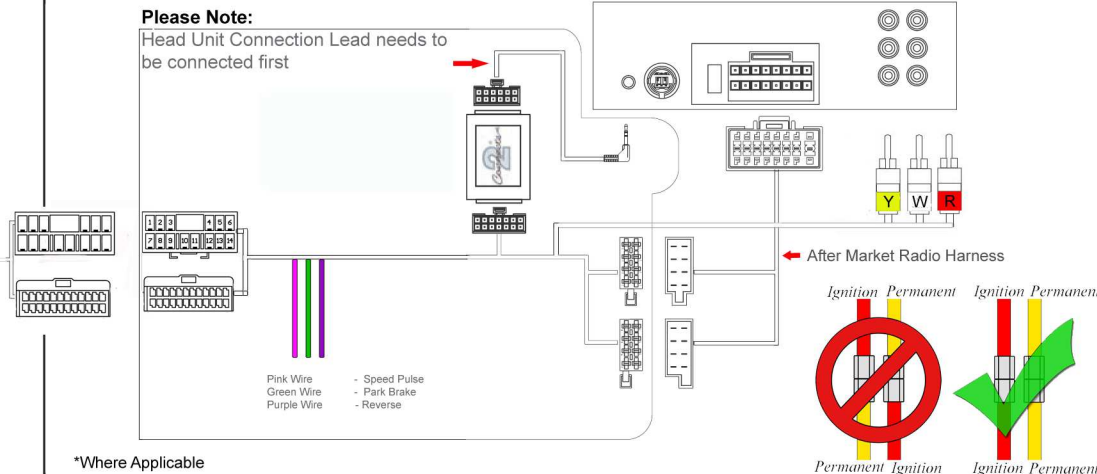 Please Note:
Head Unit Connection Lead needs to
be connected first
Connects 2
Y W R
1 2 3 4 5 6
7 8 9 10 11 12 13 14
After Market Radio Harness
Ignition Permanent Ignition Permanent
Pink Wire - Speed Pulse
Green Wire - Park Brake
Purple Wire - Reverse
Permanent Ignition Ignition Permanent
*Where Applicable